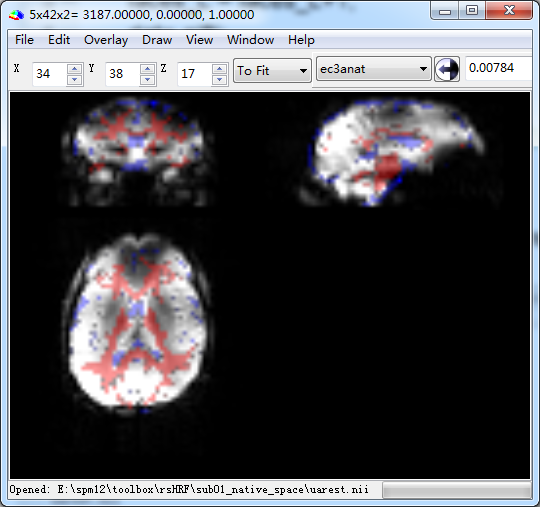 5x42x2= 3187.00000, 0.00000, 1.00000
File Edit Overlay Draw View Window Help
X 34 Y 38 Z 17 To Fit ec3anat 0.00784
Opened: E:\spm12\toolbox\rsHRF\sub01_native_space\uarest.nii